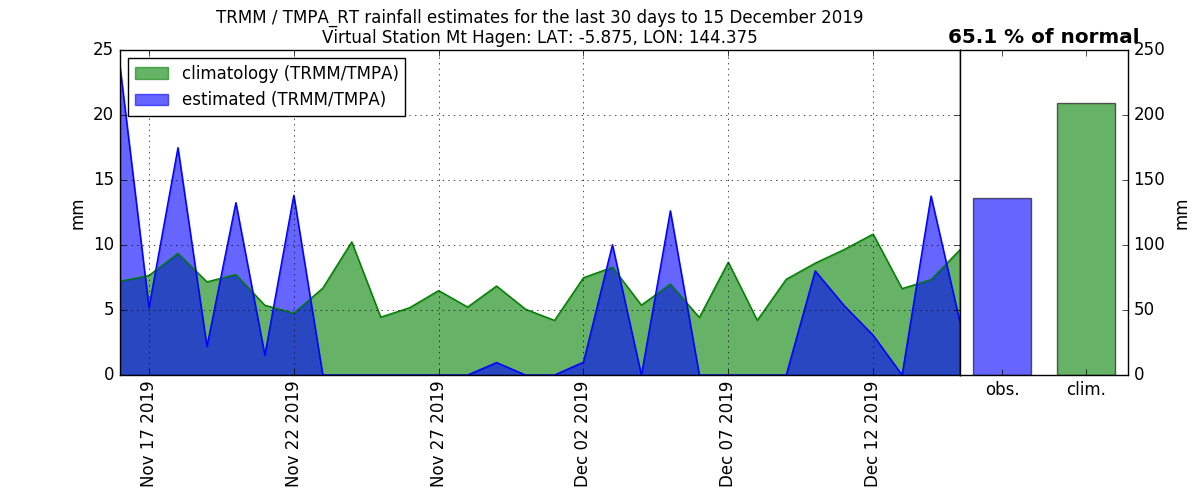 TRMM / TMPA_RT rainfall estimates for the last 30 days to 15 December 2019
Virtual Station Mt Hagen: LAT: -5.875, LON: 144.375
65.1 % of normal
climatology (TRMM/TMPA)
estimated (TRMM/TMPA)
25
20
15
10
5
0
mm
Nov 17 2019
Nov 22 2019
Nov 27 2019
Dec 02 2019
Dec 07 2019
Dec 12 2019
250
200
150
100
50
0
mm
obs.
clim.